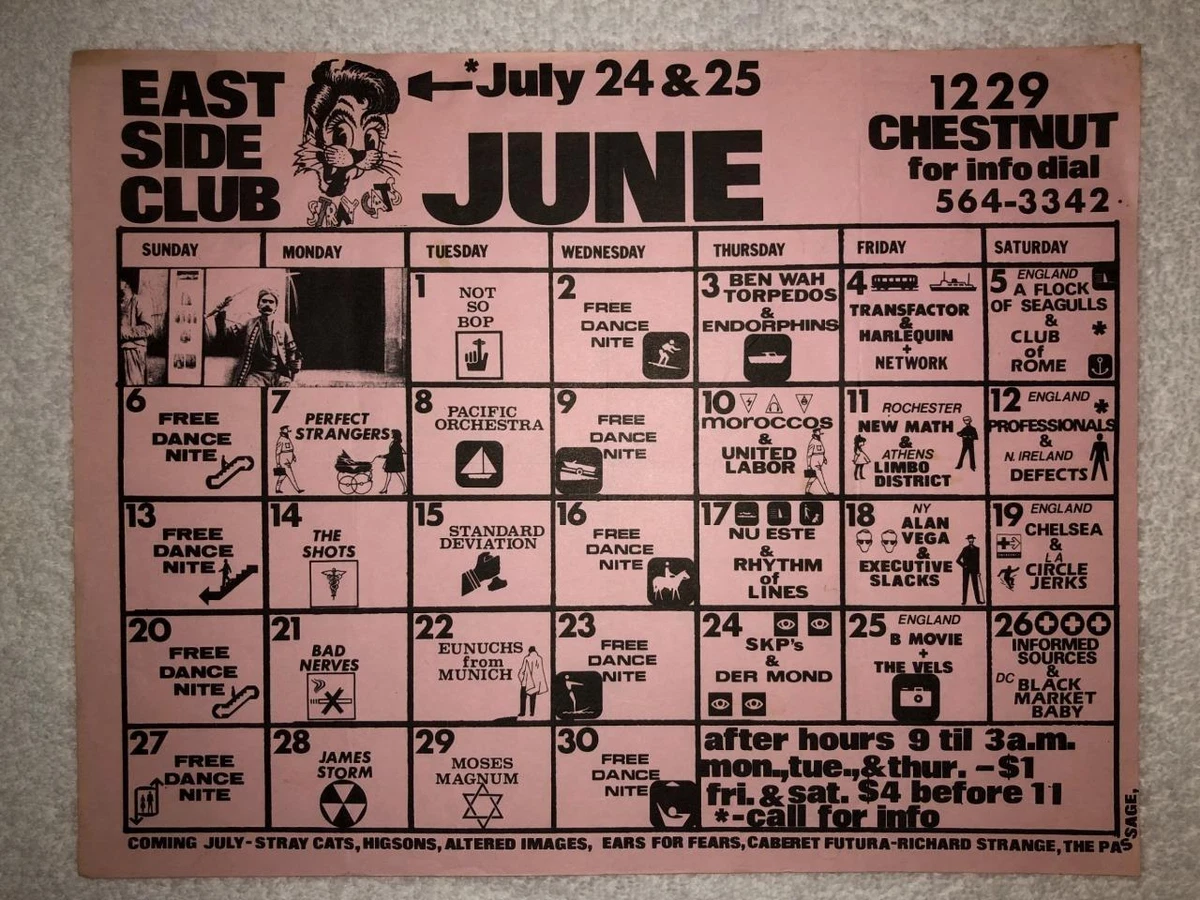 EAST
SIDE
CLUB
STRAY CATS
*July 24 & 25
JUNE
1229
CHESTNUT
for info dial
564-3342
SUNDAY
MONDAY
TUESDAY
WEDNESDAY
THURSDAY
FRIDAY
SATURDAY
1
NOT
SO
BOP
2
FREE
DANCE
NITE
3 BEN WAH
TORPEDOS
&
ENDORPHINS
4
TRANSFACTOR
&
HARLEQUIN
+
NETWORK
5 ENGLAND
A FLOCK
OF SEAGULLS
&
*
CLUB
of
ROME
6
FREE
DANCE
NITE
7
PERFECT
STRANGERS
8
PACIFIC
ORCHESTRA
9
FREE
DANCE
NITE
10
moroccos
&
UNITED
LABOR
11 ROCHESTER
NEW MATH
&
ATHENS
LIMBO
DISTRICT
12 ENGLAND
*
PROFESSIONALS
&
N. IRELAND
DEFECTS
13
FREE
DANCE
NITE
14
THE
SHOTS
15
STANDARD
DEVIATION
16
FREE
DANCE
NITE
17
NU ESTE
&
RHYTHM
of
LINES
18 NY
ALAN
VEGA
&
EXECUTIVE
SLACKS
19 ENGLAND
CHELSEA
&
LA
CIRCLE
JERKS
20
FREE
DANCE
NITE
21
BAD
NERVES
22
EUNUCHS
from
MUNICH
23
FREE
DANCE
NITE
24
SKP's
&
DER MOND
25 ENGLAND
B MOVIE
+
THE VELS
26
INFORMED
SOURCES
&
DC BLACK
MARKET
BABY
27
FREE
DANCE
NITE
28
JAMES
STORM
29
MOSES
MAGNUM
30
FREE
DANCE
NITE
after hours 9 til 3a.m.
mon.,tue.,&thur. -$1
fri. & sat. $4 before 11
*-call for info
COMING JULY-STRAY CATS, HIGSONS, ALTERED IMAGES, EARS FOR FEARS, CABERET FUTURA-RICHARD STRANGE, THE PASSAGE,